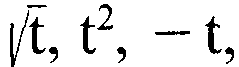 √t, t², − t,